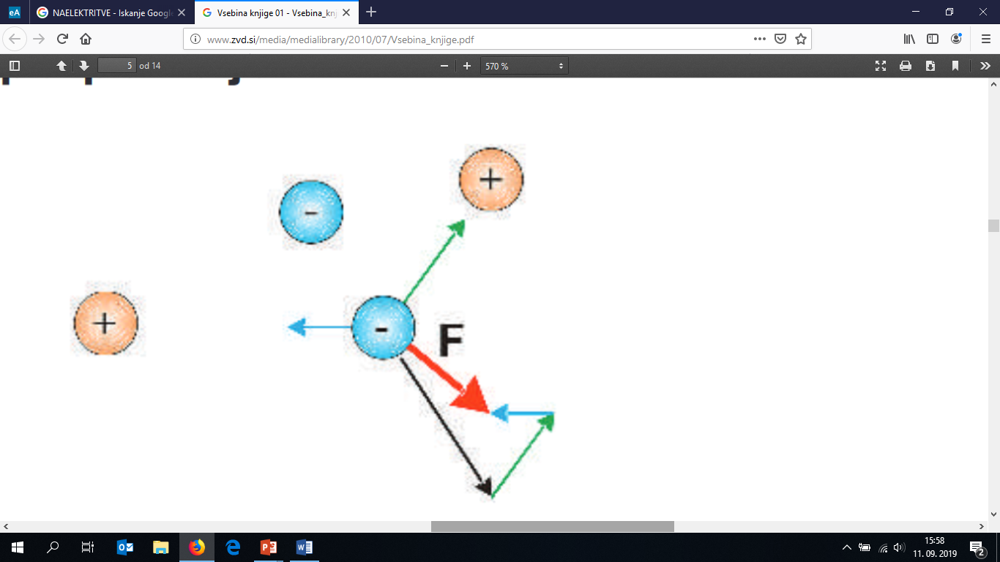 eA NAELEKTRITVE - Iskanje Googl Vsebina knjige 01 - Vsebina_knj
www.zvd.si/media/medialibrary/2010/07/Vsebina_knjige.pdf
5 od 14 570 %
+
-
+
-
F
15:58
11. 09. 2019
2